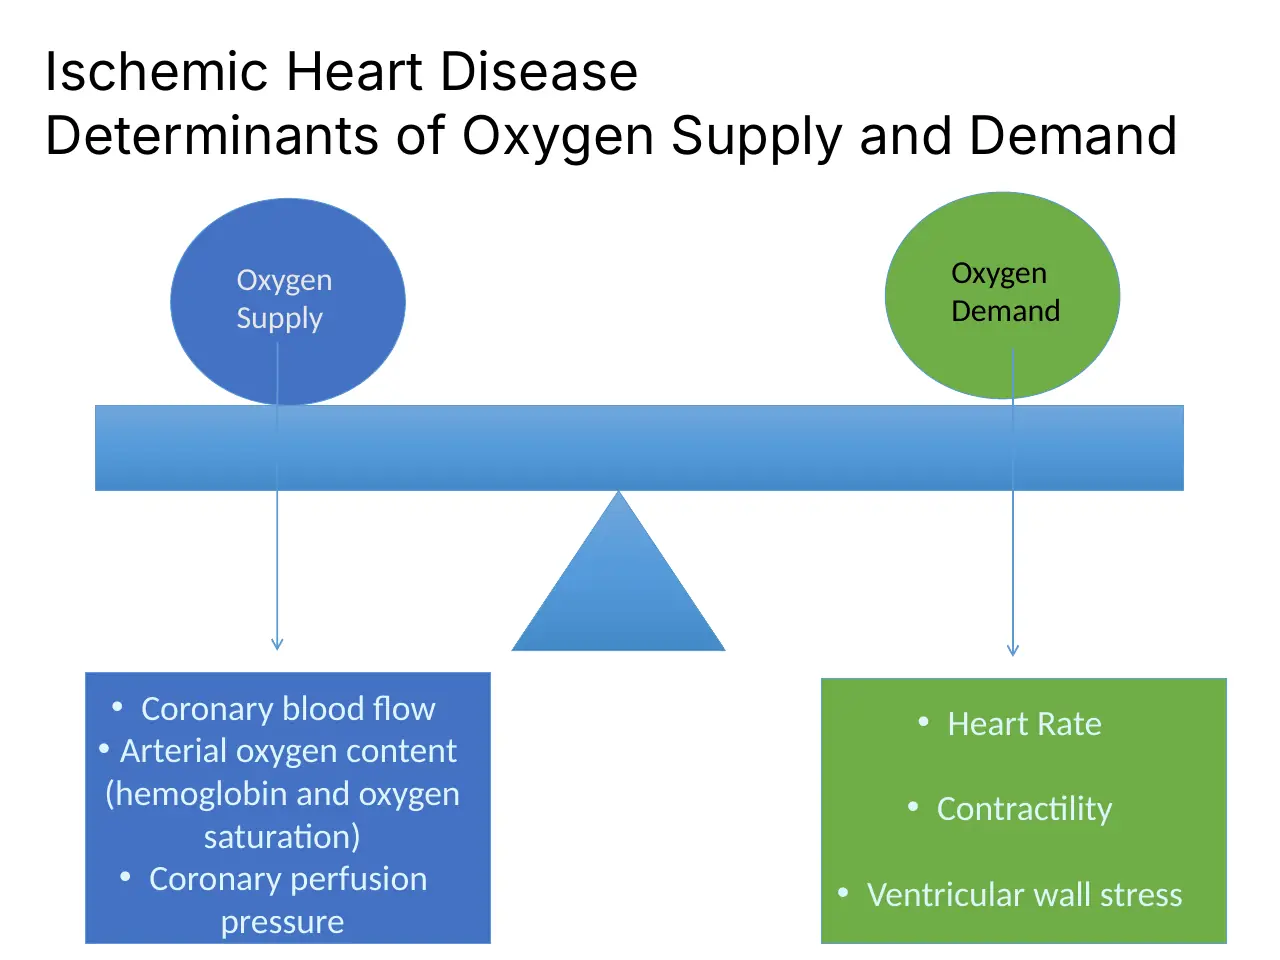 Ischemic Heart Disease
Determinants of Oxygen Supply and Demand
Oxygen
Supply
Oxygen
Demand
• Coronary blood flow
• Arterial oxygen content
(hemoglobin and oxygen
saturation)
• Coronary perfusion
pressure
• Heart Rate
• Contractility
• Ventricular wall stress